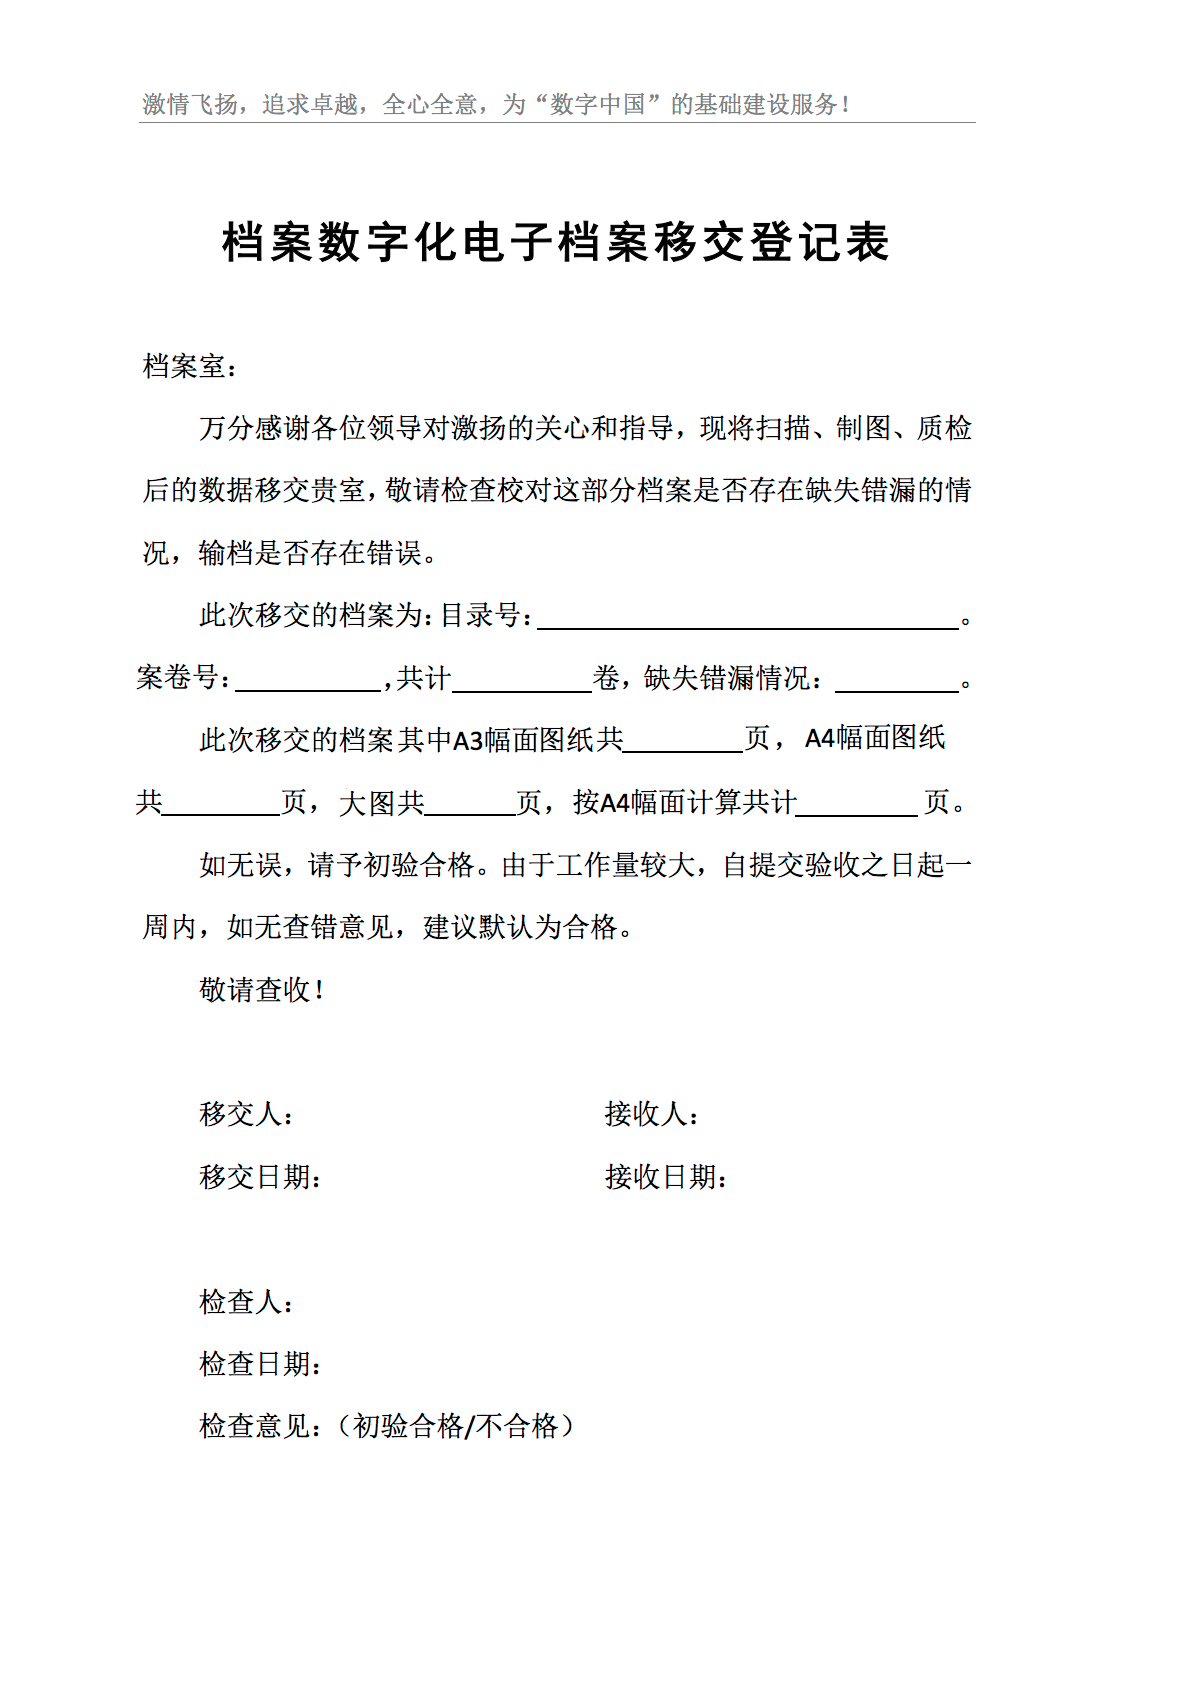 激情飞扬，追求卓越，全心全意，为“数字中国”的基础建设服务！
档案数字化电子档案移交登记表
档案室：
万分感谢各位领导对激扬的关心和指导，现将扫描、制图、质检
后的数据移交贵室，敬请检查校对这部分档案是否存在缺失错漏的情
况，输档是否存在错误。
此次移交的档案为：目录号：______________________________。
案卷号：__________，共计__________卷，缺失错漏情况：_________。
此次移交的档案其中A3幅面图纸共________页，A4幅面图纸
共________页，大图共______页，按A4幅面计算共计________页。
如无误，请予初验合格。由于工作量较大，自提交验收之日起一
周内，如无查错意见，建议默认为合格。
敬请查收！
移交人： 接收人：
移交日期： 接收日期：
检查人：
检查日期：
检查意见：（初验合格/不合格）